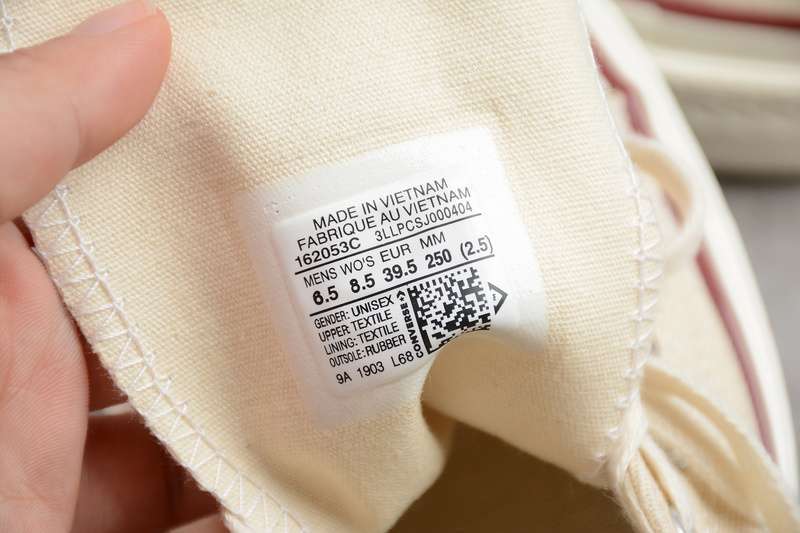 MADE IN VIETNAM
FABRIQUE AU VIETNAM
162053C 3LLPCSJ000404
MENS WO'S EUR MM
6.5 8.5 39.5 250 (2.5)
GENDER: UNISEX
UPPER: TEXTILE
LINING: TEXTILE
OUTSOLE: RUBBER
CONVERSE
9A 1903 L68